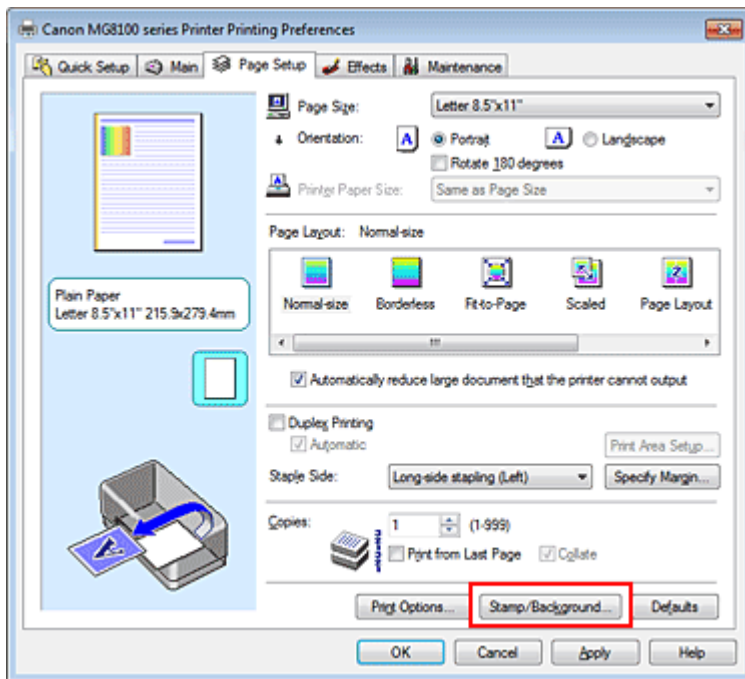 Canon MG8100 series Printer Printing Preferences
Quick Setup Main Page Setup Effects Maintenance
Page Size: Letter 8.5"x11"
Orientation: A Portrait A Landscape
Rotate 180 degrees
Printer Paper Size: Same as Page Size
Page Layout: Normal-size
Normal-size Borderless Fit-to-Page Scaled Page Layout
Plain Paper
Letter 8.5"x11" 215.9x279.4mm
Automatically reduce large document that the printer cannot output
Duplex Printing
Automatic Print Area Setup...
Staple Side: Long-side stapling (Left) Specify Margin...
Copies: 1 (1-999)
Print from Last Page Collate
Print Options... Stamp/Background... Defaults
OK Cancel Apply Help